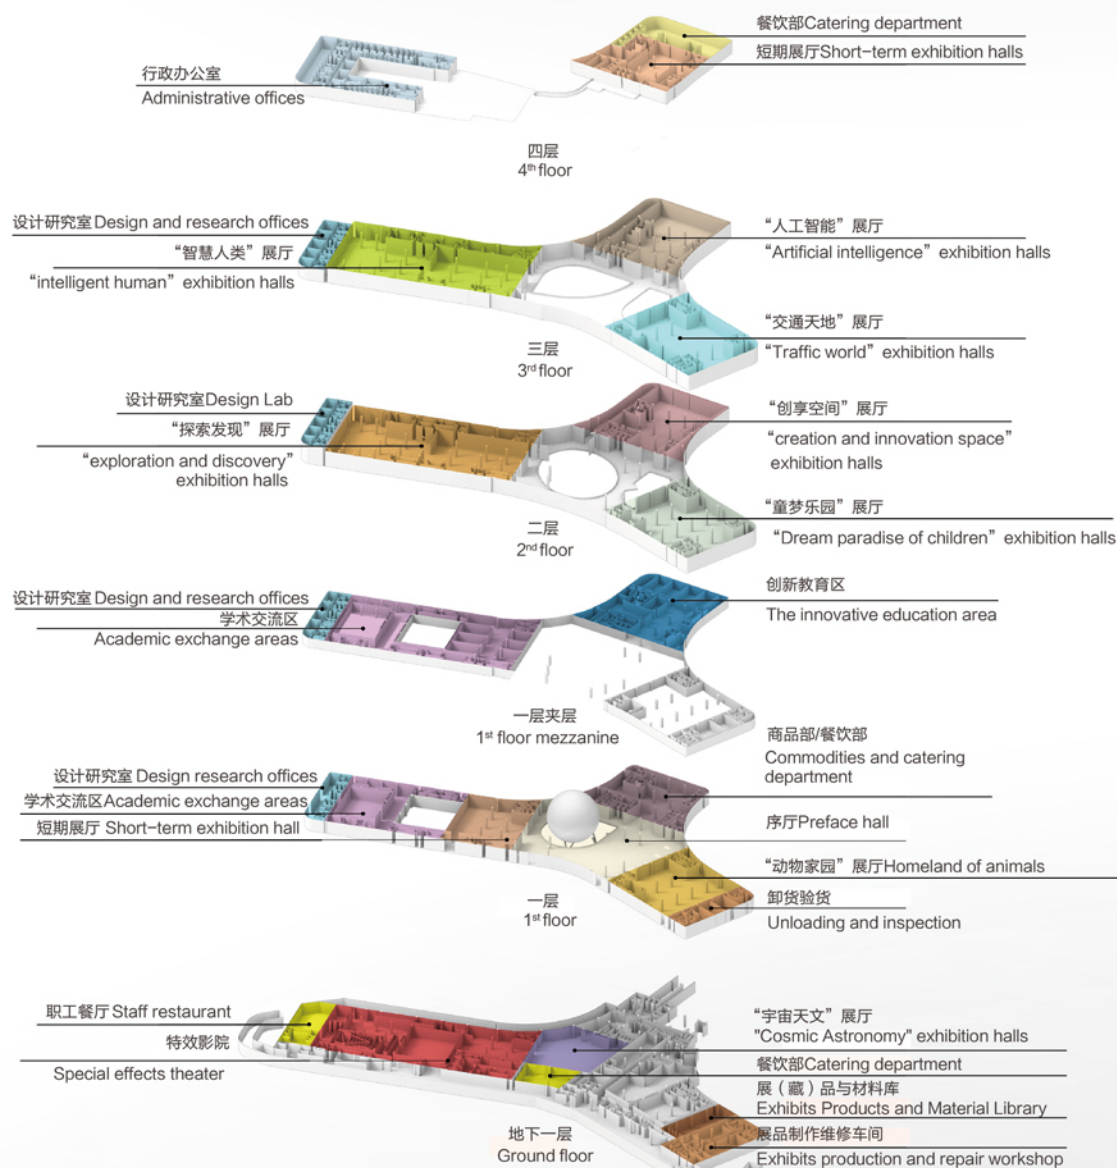 餐饮部Catering department
短期展厅Short-term exhibition halls
行政办公室
Administrative offices
四层
4th floor
设计研究室Design and research offices
“智慧人类”展厅
“intelligent human” exhibition halls
“人工智能”展厅
“Artificial intelligence” exhibition halls
“交通天地”展厅
“Traffic world” exhibition halls
三层
3rd floor
设计研究室Design Lab
“探索发现”展厅
“exploration and discovery”
exhibition halls
“创享空间”展厅
“creation and innovation space”
exhibition halls
“童梦乐园”展厅
“Dream paradise of children” exhibition halls
二层
2nd floor
设计研究室 Design and research offices
学术交流区
Academic exchange areas
创新教育区
The innovative education area
一层夹层
1st floor mezzanine
商品部/餐饮部
Commodities and catering
department
设计研究室 Design research offices
学术交流区Academic exchange areas
短期展厅 Short-term exhibition hall
序厅Preface hall
“动物家园”展厅Homeland of animals
卸货验货
Unloading and inspection
一层
1st floor
职工餐厅 Staff restaurant
特效影院
Special effects theater
“宇宙天文”展厅
"Cosmic Astronomy" exhibition halls
餐饮部Catering department
展（藏）品与材料库
Exhibits Products and Material Library
展品制作维修车间
Exhibits production and repair workshop
地下一层
Ground floor